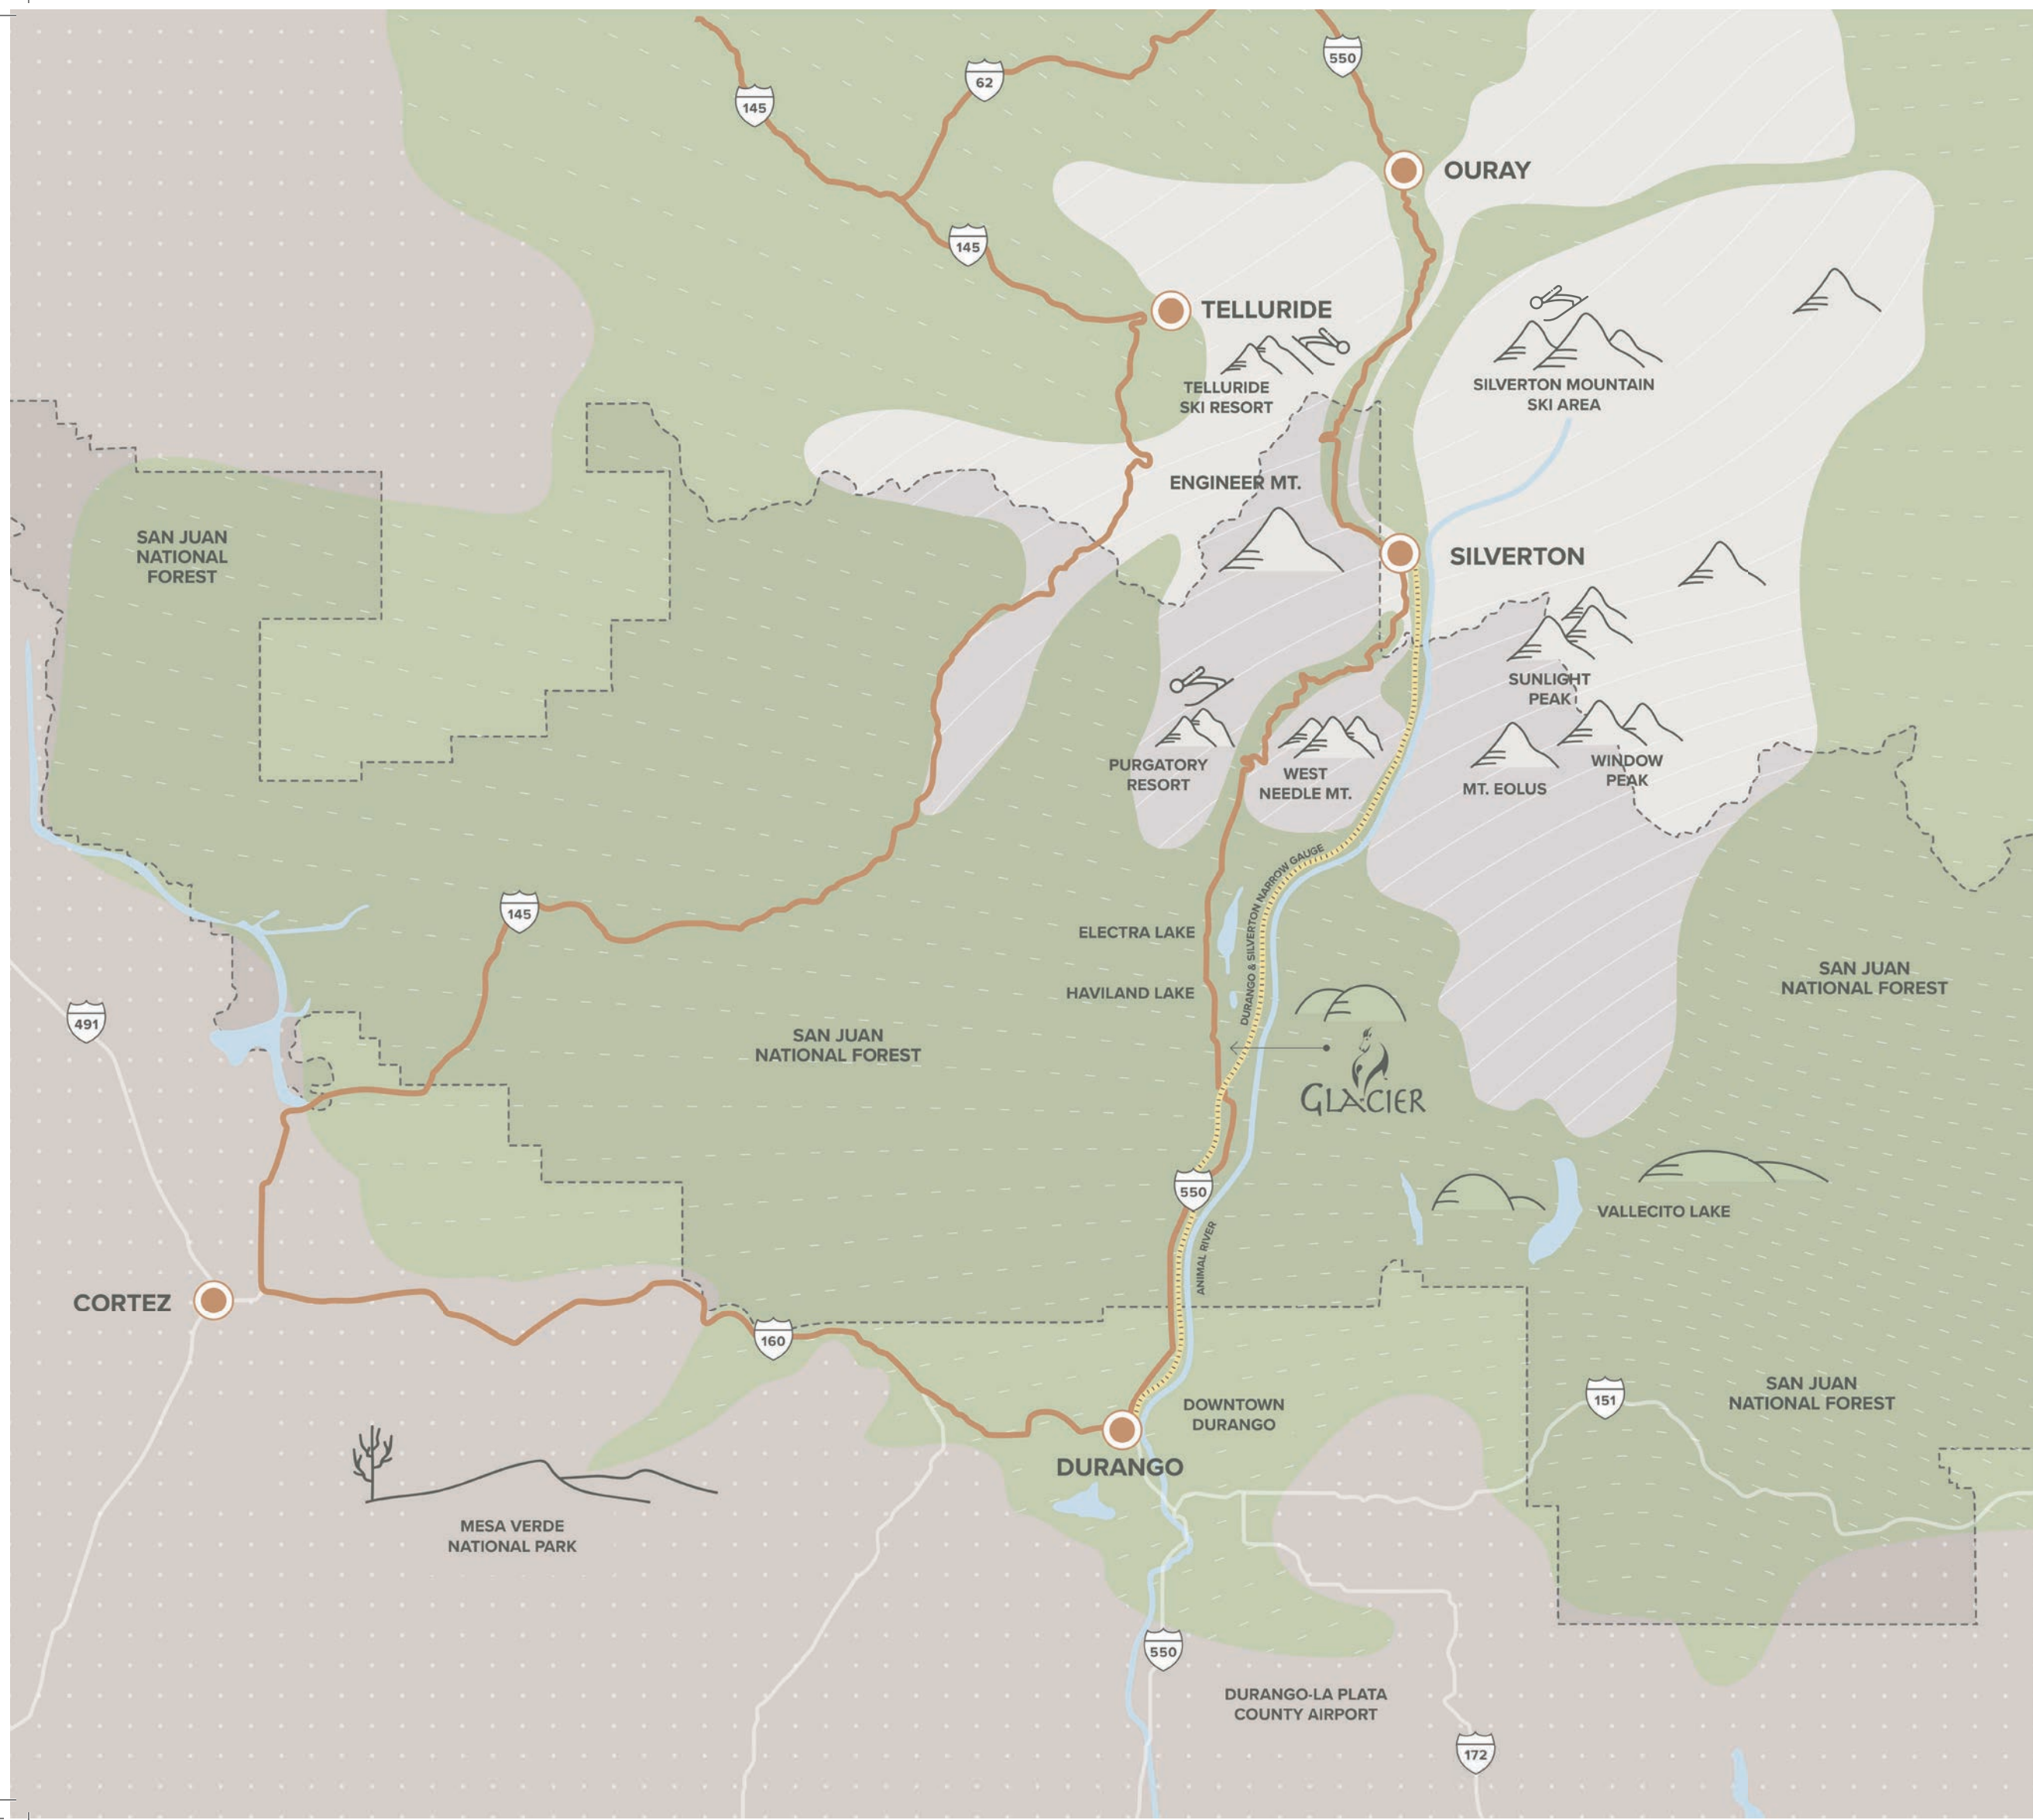 550
62
145
OURAY
145
TELLURIDE
TELLURIDE
SKI RESORT
SILVERTON MOUNTAIN
SKI AREA
ENGINEER MT.
SAN JUAN
NATIONAL
FOREST
SILVERTON
SUNLIGHT
PEAK
PURGATORY
RESORT
WEST
NEEDLE MT.
MT. EOLUS
WINDOW
PEAK
DURANGO & SILVERTON NARROW GAUGE
145
ELECTRA LAKE
HAVILAND LAKE
SAN JUAN
NATIONAL FOREST
491
SAN JUAN
NATIONAL FOREST
GLACIER
550
VALLECITO LAKE
ANIMAL RIVER
CORTEZ
160
151
SAN JUAN
NATIONAL FOREST
DOWNTOWN
DURANGO
DURANGO
MESA VERDE
NATIONAL PARK
550
DURANGO-LA PLATA
COUNTY AIRPORT
172